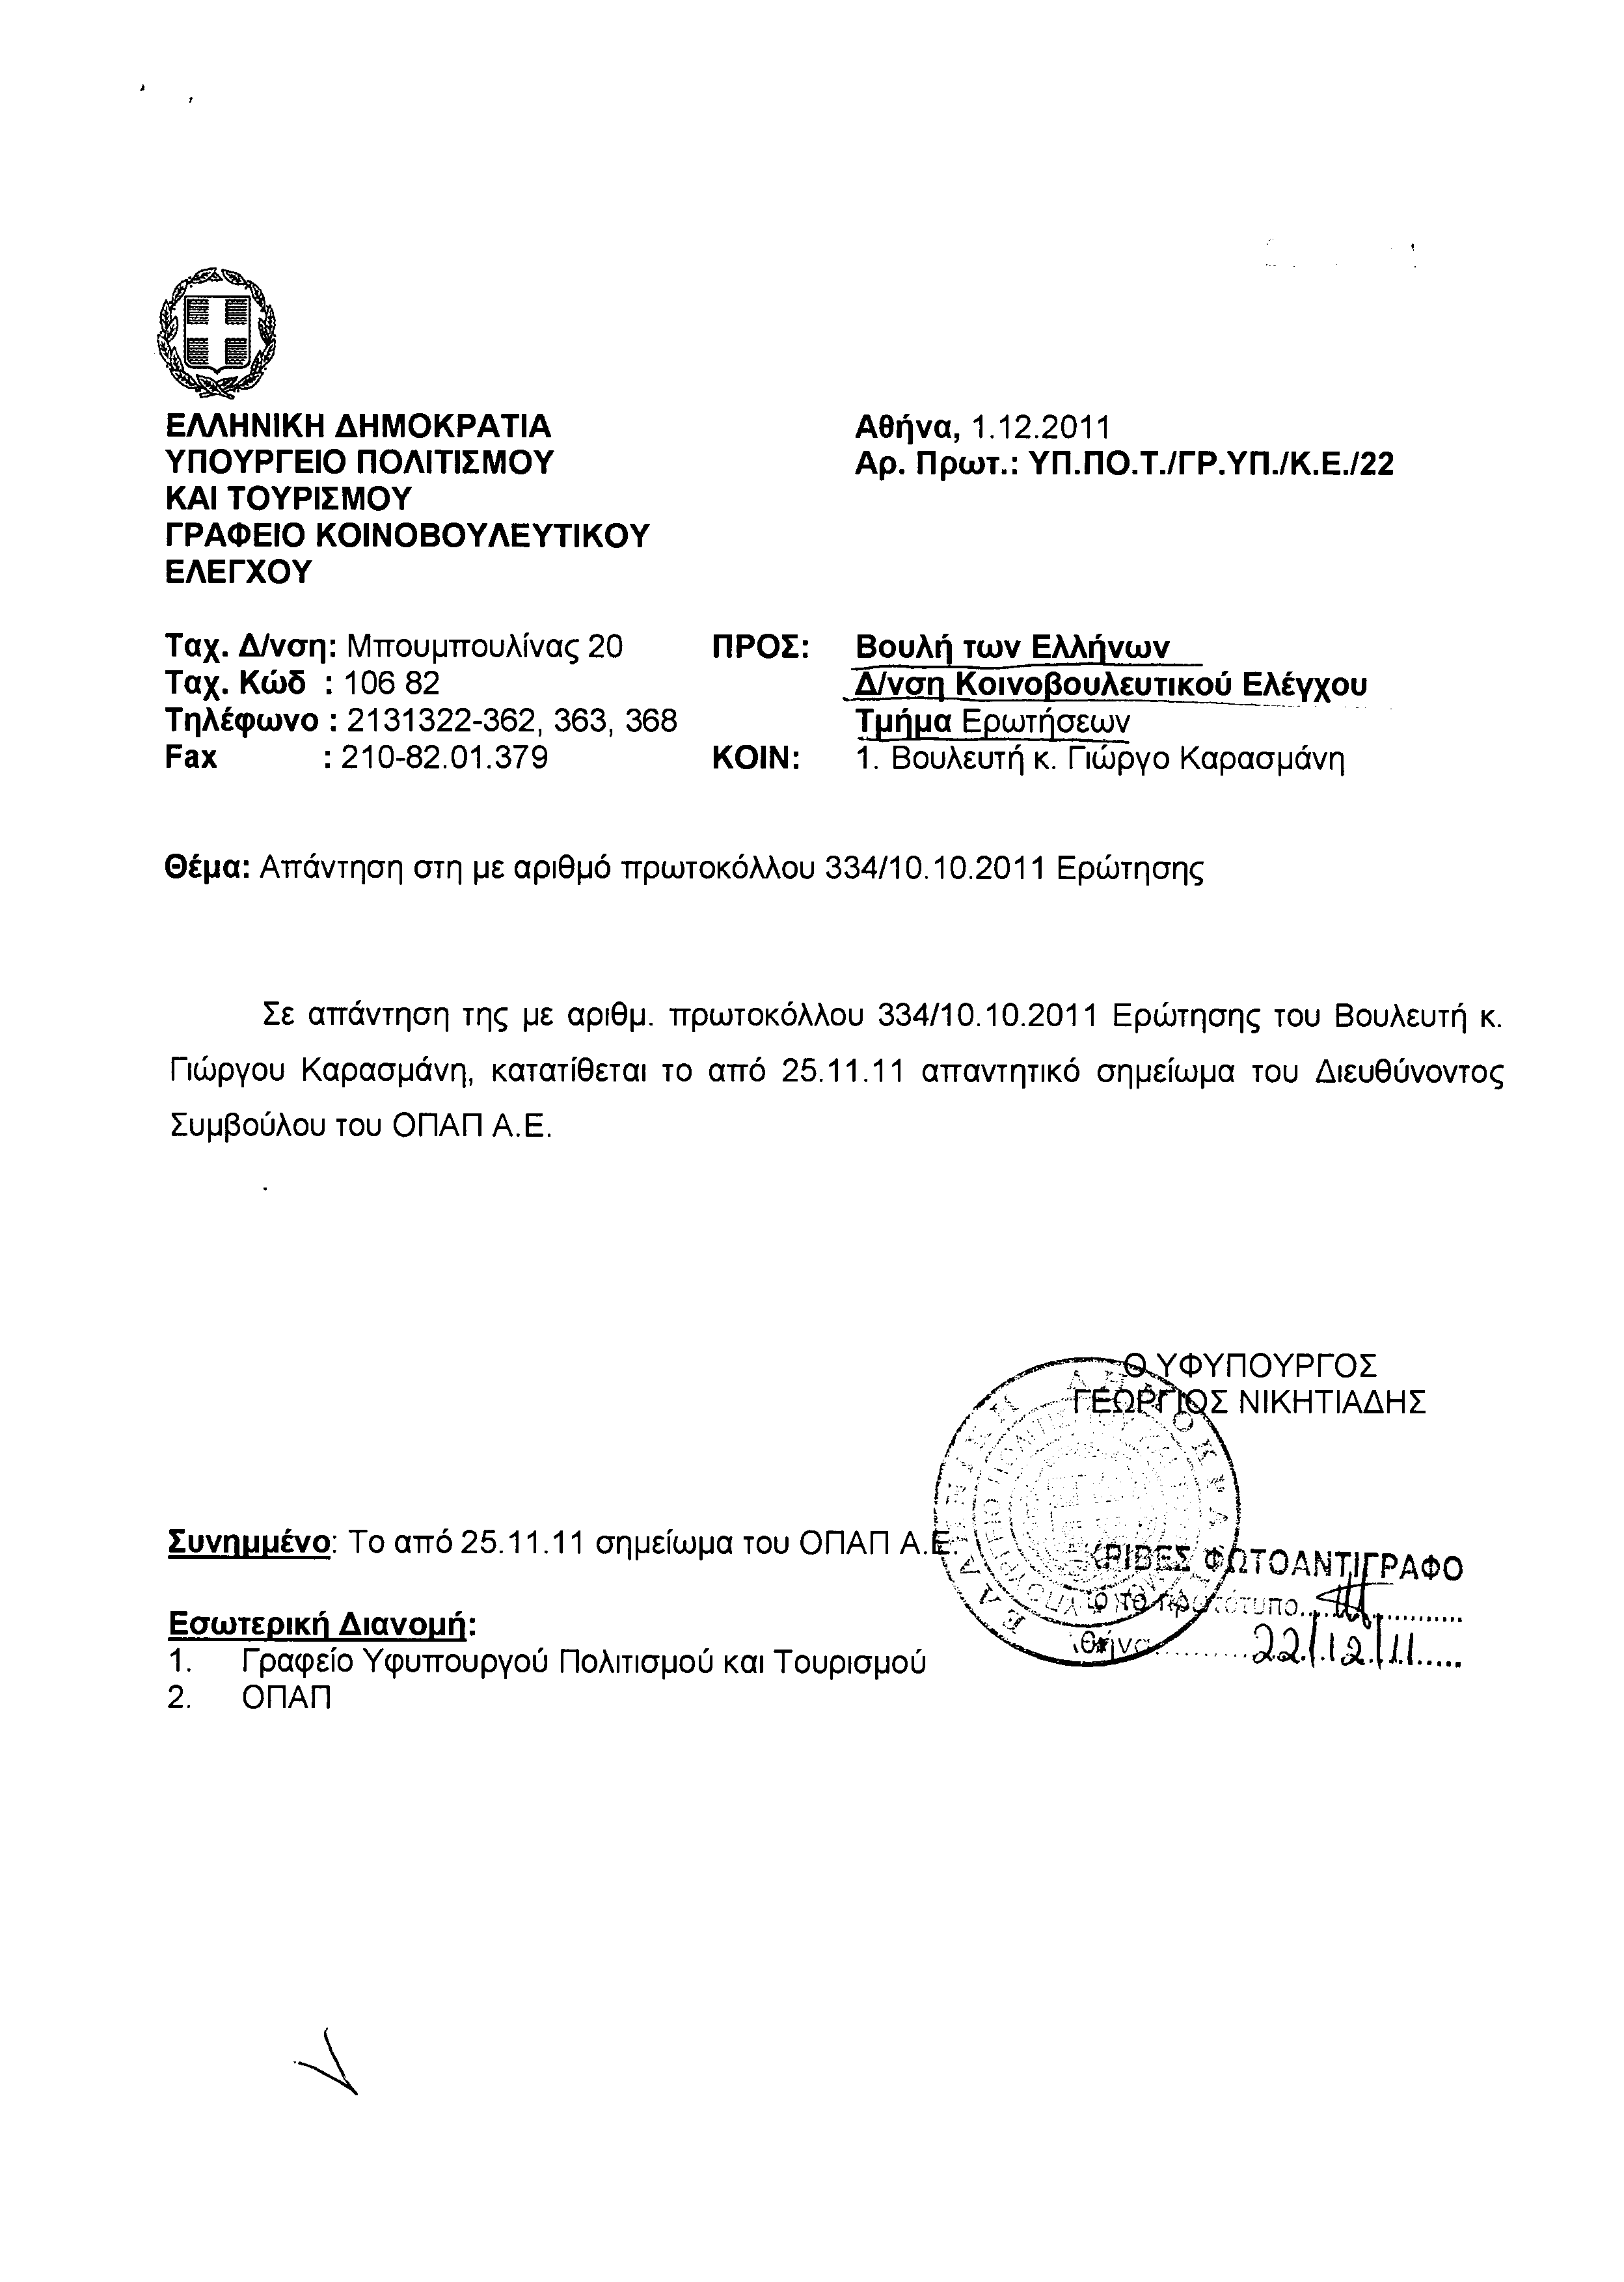 ΕΛΛΗΝΙΚΗ ΔΗΜΟΚΡΑΤΙΑ
ΥΠΟΥΡΓΕΙΟ ΠΟΛΙΤΙΣΜΟΥ
ΚΑΙ ΤΟΥΡΙΣΜΟΥ
ΓΡΑΦΕΙΟ ΚΟΙΝΟΒΟΥΛΕΥΤΙΚΟΥ
ΕΛΕΓΧΟΥ
Αθήνα, 1.12.2011
Αρ. Πρωτ.: ΥΠ.ΠΟ.Τ./ΓΡ.ΥΠ./Κ.Ε./22
Ταχ. Δ/νση: Μπουμπουλίνας 20
Ταχ. Κώδ : 106 82
Τηλέφωνο : 2131322-362, 363, 368
Fax : 210-82.01.379
ΠΡΟΣ: Βουλή των Ελλήνων
Δ/νση Κοινοβουλευτικού Ελέγχου
Τμήμα Ερωτήσεων
ΚΟΙΝ: 1. Βουλευτή κ. Γιώργο Καρασμάνη
Θέμα: Απάντηση στη με αριθμό πρωτοκόλλου 334/10.10.2011 Ερώτησης
Σε απάντηση της με αριθμ. πρωτοκόλλου 334/10.10.2011 Ερώτησης του Βουλευτή κ.
Γιώργου Καρασμάνη, κατατίθεται το από 25.11.11 απαντητικό σημείωμα του Διευθύνοντος
Συμβούλου του ΟΠΑΠ Α.Ε.
Ο ΥΦΥΠΟΥΡΓΟΣ
ΓΕΩΡΓΙΟΣ ΝΙΚΗΤΙΑΔΗΣ
Συνημμένο: Το από 25.11.11 σημείωμα του ΟΠΑΠ Α.Ε.
Εσωτερική Διανομή:
1. Γραφείο Υφυπουργού Πολιτισμού και Τουρισμού
2. ΟΠΑΠ
ΕΛΛΗΝΙΚΗ ΔΗΜΟΚΡΑΤΙΑ
ΚΡΙΒΕΣ ΦΩΤΟΑΝΤΙΓΡΑΦΟ
ό το πρωτότυπο
θήνα 22/12/11